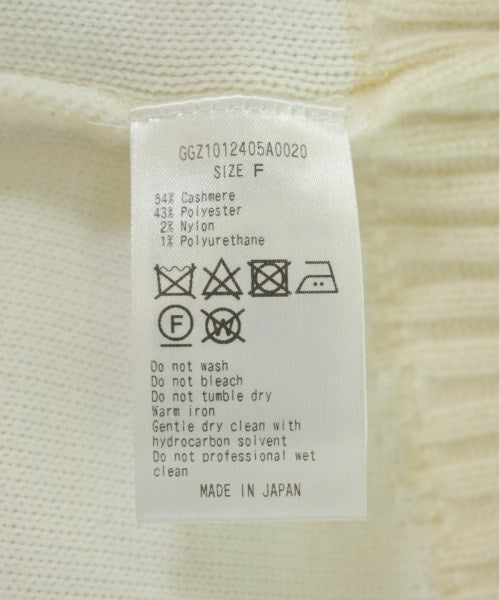 GGZ1012405A0020
SIZE F
54% Cashmere
43% Polyester
2% Nylon
1% Polyurethane
F W
Do not wash
Do not bleach
Do not tumble dry
Warm iron
Gentle dry clean with
hydrocarbon solvent
Do not professional wet
clean
MADE IN JAPAN